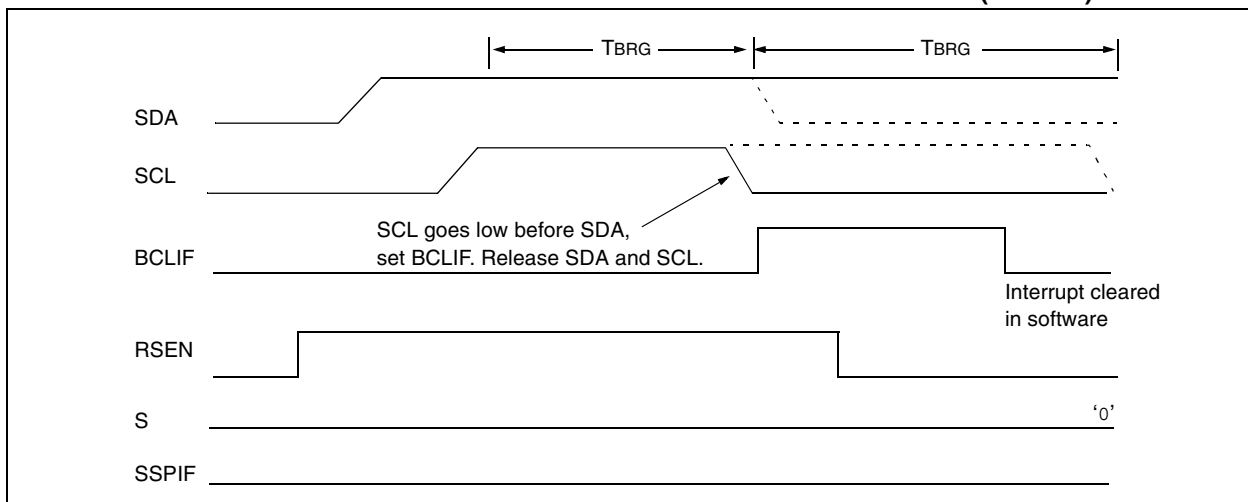 TBRG TBRG
SDA
SCL
SCL goes low before SDA,
set BCLIF. Release SDA and SCL.
BCLIF
Interrupt cleared
in software
RSEN
S ‘0’
SSPIF